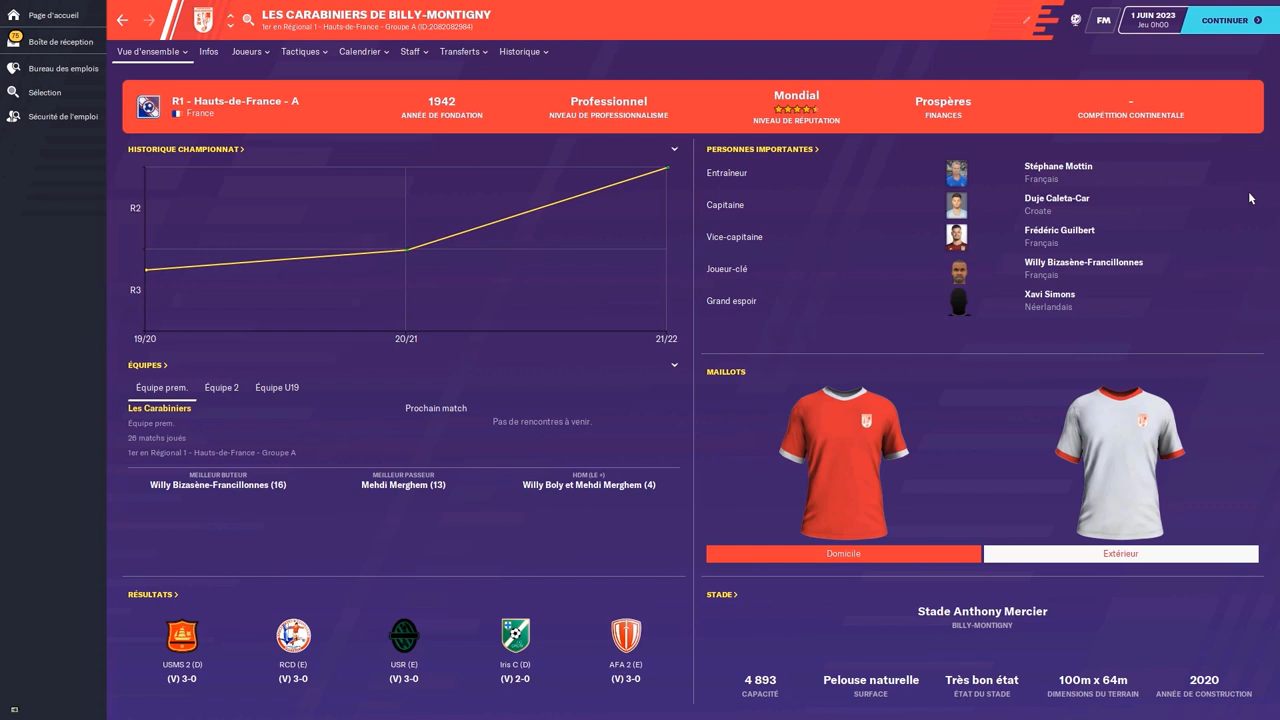 Page d'accueil
75
Boîte de réception
Bureau des emplois
Sélection
Sécurité de l'emploi
LES CARABINIERS DE BILLY-MONTIGNY
1er en Régional 1 - Hauts-de-France - Groupe A (ID:2082082984)
FM
1 JUIN 2023
Jeu 0h00
CONTINUER
Vue d'ensemble
Infos
Joueurs
Tactiques
Calendrier
Staff
Transferts
Historique
R1 - Hauts-de-France - A
France
1942
ANNÉE DE FONDATION
Professionnel
NIVEAU DE PROFESSIONNALISME
Mondial
NIVEAU DE RÉPUTATION
Prospères
FINANCES
-
COMPÉTITION CONTINENTALE
HISTORIQUE CHAMPIONNAT >
R2
R3
19/20
20/21
21/22
PERSONNES IMPORTANTES >
Entraîneur
Stéphane Mottin
Français
Capitaine
Duje Caleta-Car
Croate
Vice-capitaine
Frédéric Guilbert
Français
Joueur-clé
Willy Bizasène-Francillonnes
Français
Grand espoir
Xavi Simons
Néerlandais
ÉQUIPES >
Équipe prem.
Équipe 2
Équipe U19
Les Carabiniers
Équipe prem.
26 matchs joués
1er en Régional 1 - Hauts-de-France - Groupe A
Prochain match
Pas de rencontres à venir.
MEILLEUR BUTEUR
Willy Bizasène-Francillonnes (16)
MEILLEUR PASSEUR
Mehdi Merghem (13)
HDM (LE +)
Willy Boly et Mehdi Merghem (4)
MAILLOTS
Domicile
Extérieur
RÉSULTATS >
USMS 2 (D)
(V) 3-0
RCD (E)
(V) 3-0
USR (E)
(V) 3-0
Iris C (D)
(V) 2-0
AFA 2 (E)
(V) 3-0
STADE >
Stade Anthony Mercier
BILLY-MONTIGNY
4 893
CAPACITÉ
Pelouse naturelle
SURFACE
Très bon état
ÉTAT DU STADE
100m x 64m
DIMENSIONS DU TERRAIN
2020
ANNÉE DE CONSTRUCTION